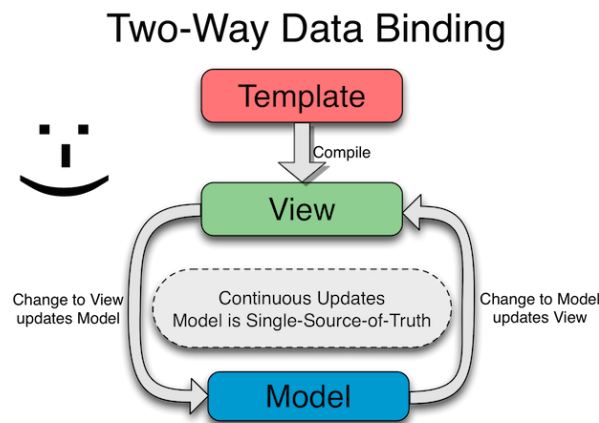 Two-Way Data Binding
Template
Compile
View
Change to View
updates Model
Continuous Updates
Model is Single-Source-of-Truth
Change to Model
updates View
Model